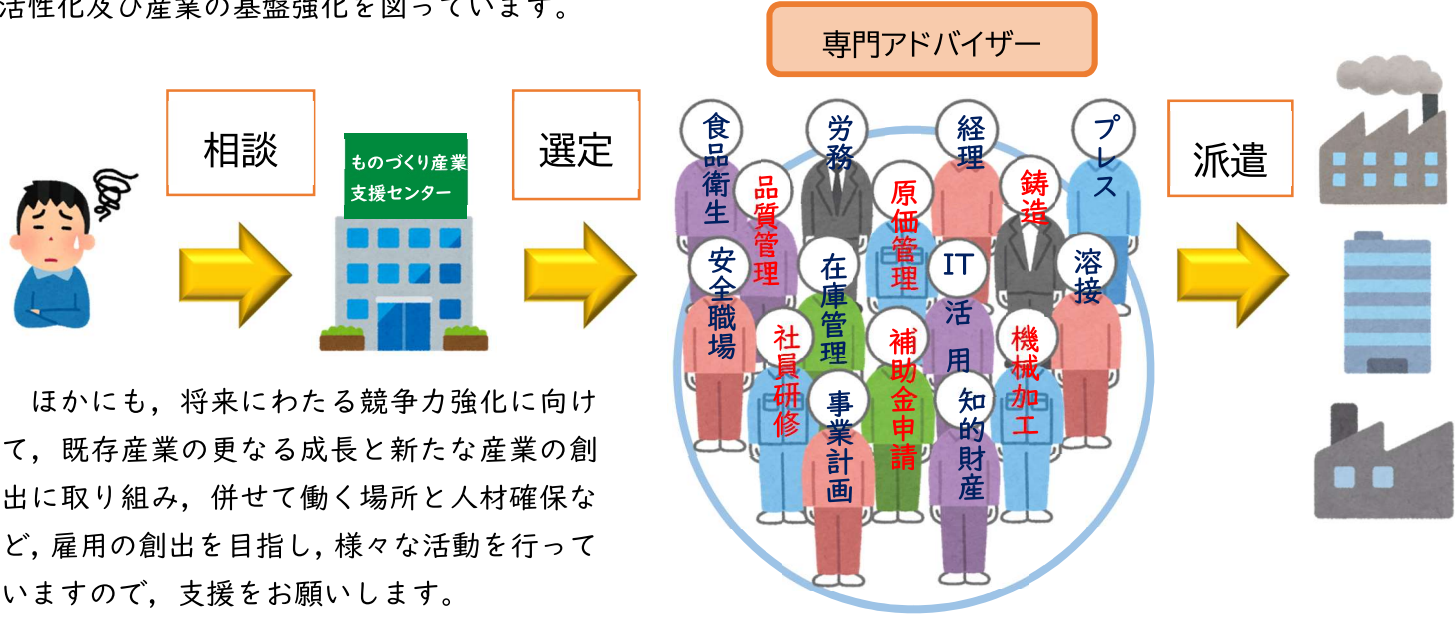 活性化及び産業の基盤強化を図っています。
専門アドバイザー
相談
ものづくり産業
支援センター
選定
派遣
食品衛生
労務
経理
プレス
品質管理
原価管理
鋳造
安全職場
在庫管理
IT活用
溶接
社員研修
補助金申請
機械加工
事業計画
知的財産
ほかにも，将来にわたる競争力強化に向け
て，既存産業の更なる成長と新たな産業の創
出に取り組み，併せて働く場所と人材確保な
ど，雇用の創出を目指し，様々な活動を行って
いますので，支援をお願いします。